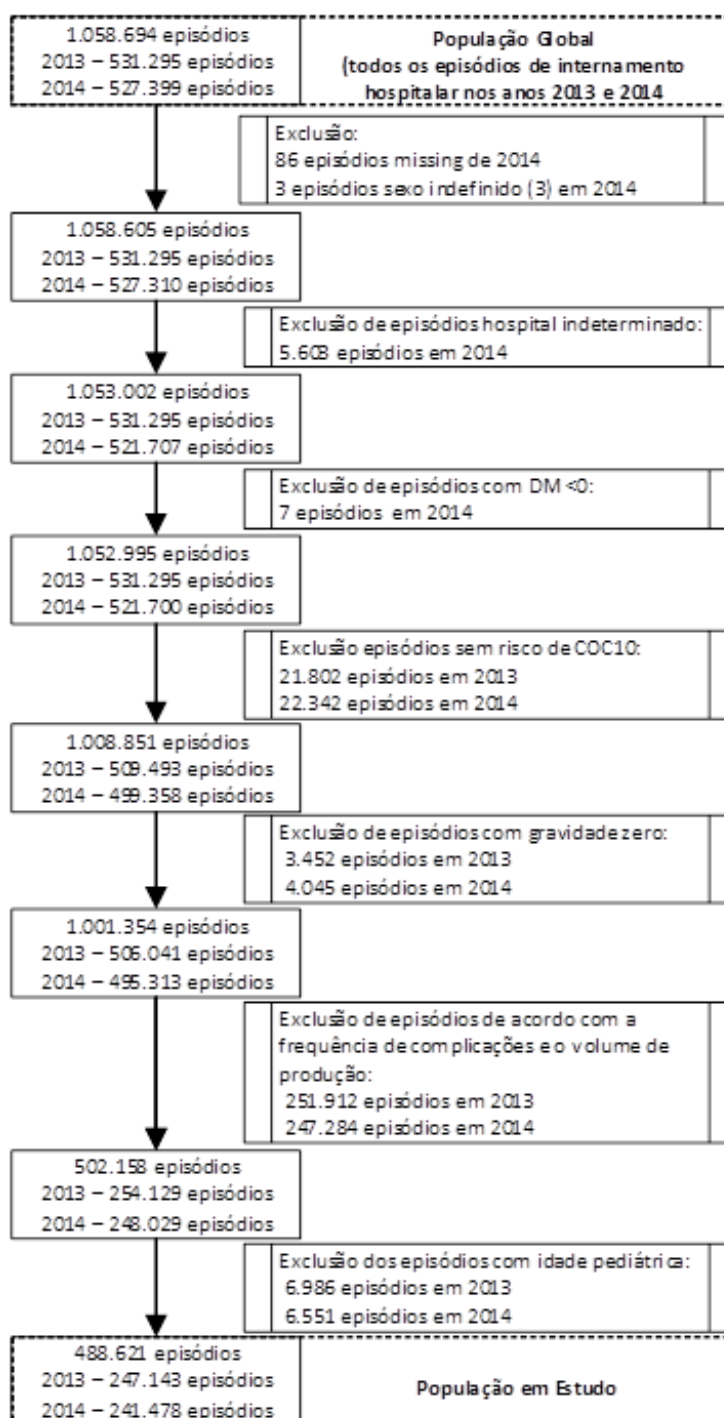 1.058.694 episódios
2013 – 531.295 episódios
2014 – 527.399 episódios
População Global
(todos os episódios de internamento
hospitalar nos anos 2013 e 2014
Exclusão:
86 episódios missing de 2014
3 episódios sexo indefinido (3) em 2014
1.058.605 episódios
2013 – 531.295 episódios
2014 – 527.310 episódios
Exclusão de episódios hospital indeterminado:
5.603 episódios em 2014
1.053.002 episódios
2013 – 531.295 episódios
2014 – 521.707 episódios
Exclusão de episódios com DM <0:
7 episódios em 2014
1.052.995 episódios
2013 – 531.295 episódios
2014 – 521.700 episódios
Exclusão episódios sem risco de COC10:
21.802 episódios em 2013
22.342 episódios em 2014
1.008.851 episódios
2013 – 509.493 episódios
2014 – 499.358 episódios
Exclusão de episódios com gravidade zero:
3.452 episódios em 2013
4.045 episódios em 2014
1.001.354 episódios
2013 – 506.041 episódios
2014 – 495.313 episódios
Exclusão de episódios de acordo com a
frequência de complicações e o volume de
produção:
251.912 episódios em 2013
247.284 episódios em 2014
502.158 episódios
2013 – 254.129 episódios
2014 – 248.029 episódios
Exclusão dos episódios com idade pediátrica:
6.986 episódios em 2013
6.551 episódios em 2014
488.621 episódios
2013 – 247.143 episódios
2014 – 241.478 episódios
População em Estudo